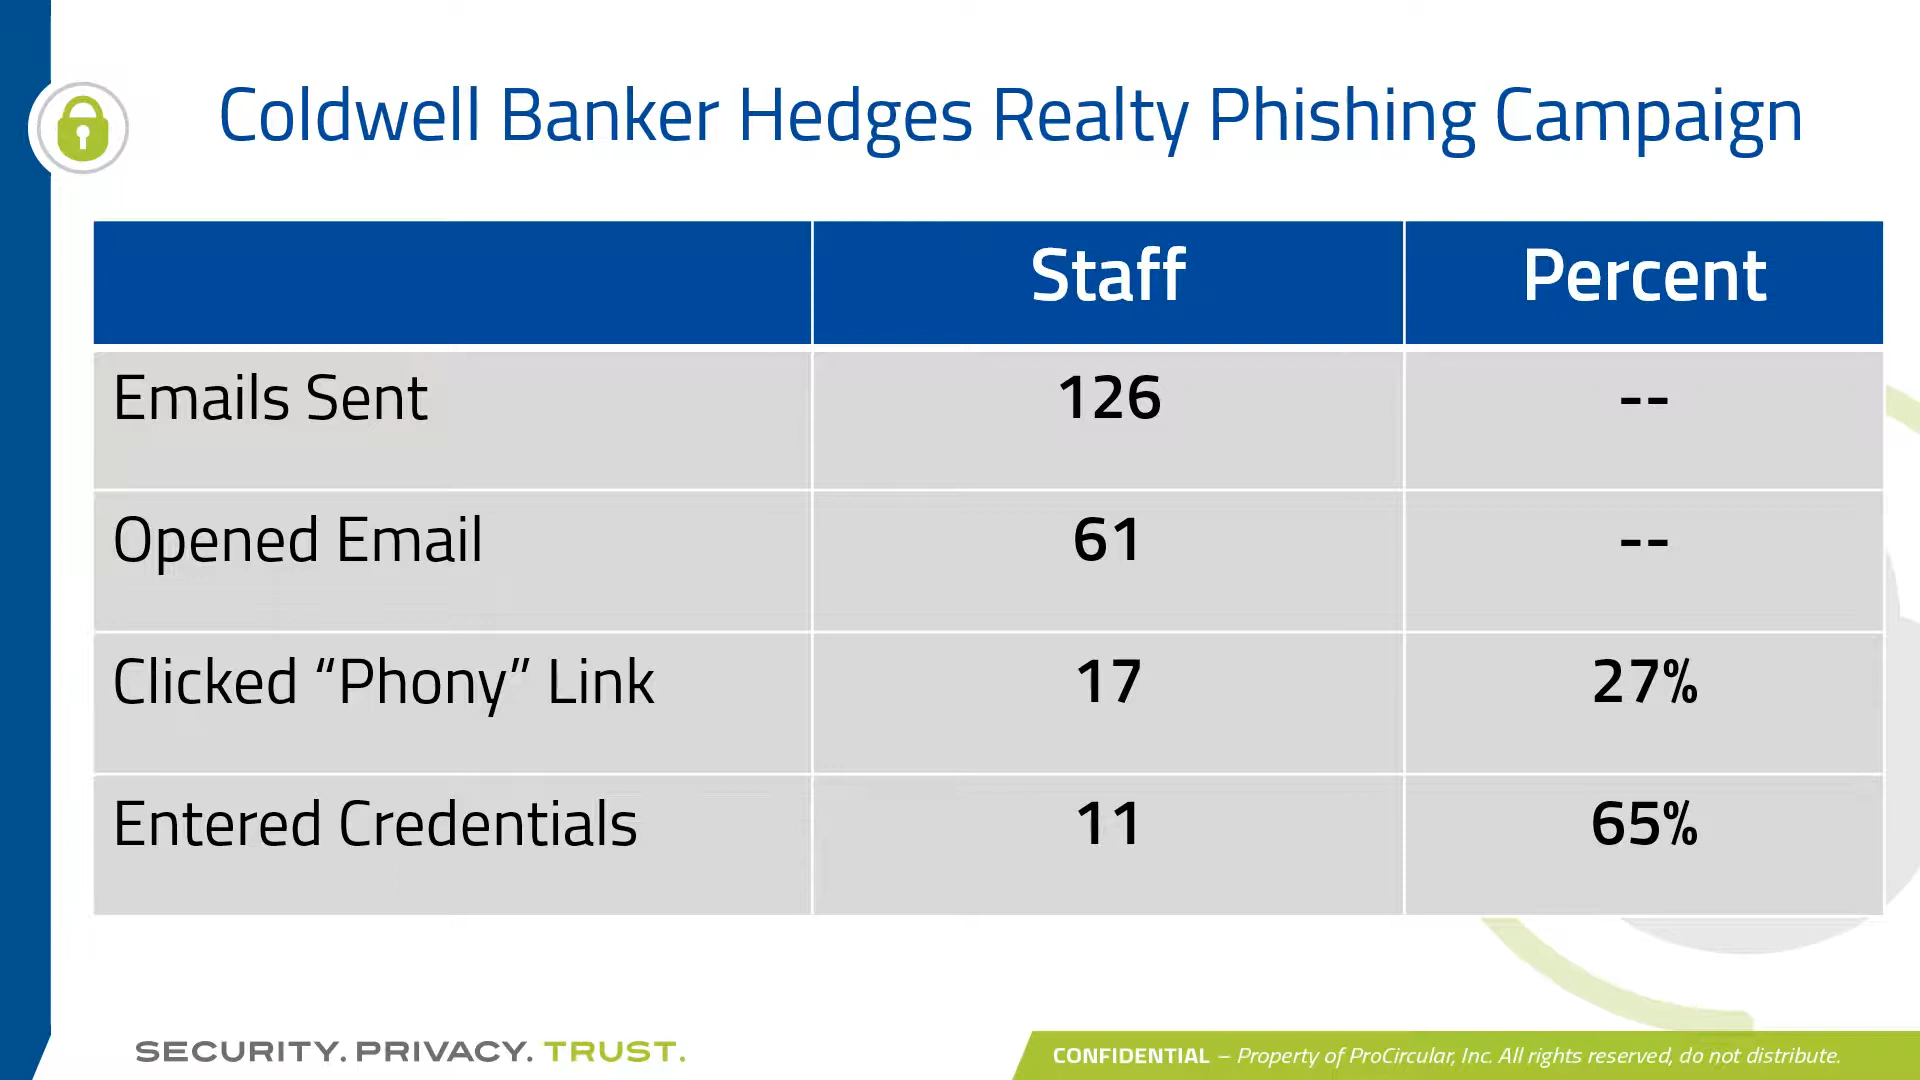 Coldwell Banker Hedges Realty Phishing Campaign
Staff Percent
Emails Sent 126 --
Opened Email 61 --
Clicked “Phony” Link 17 27%
Entered Credentials 11 65%
SECURITY. PRIVACY. TRUST.
CONFIDENTIAL – Property of ProCircular, Inc. All rights reserved, do not distribute.